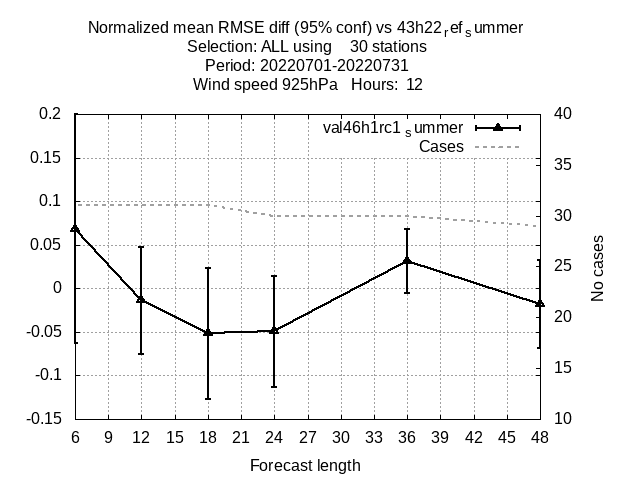 Normalized mean RMSE diff (95% conf) vs 43h22refsummer
Selection: ALL using 30 stations
Period: 20220701-20220731
Wind speed 925hPa Hours: 12
val46h1rc1summer
Cases
0.2
0.15
0.1
0.05
0
-0.05
-0.1
-0.15
40
35
30
25
20
15
10
No cases
6 9 12 15 18 21 24 27 30 33 36 39 42 45 48
Forecast length